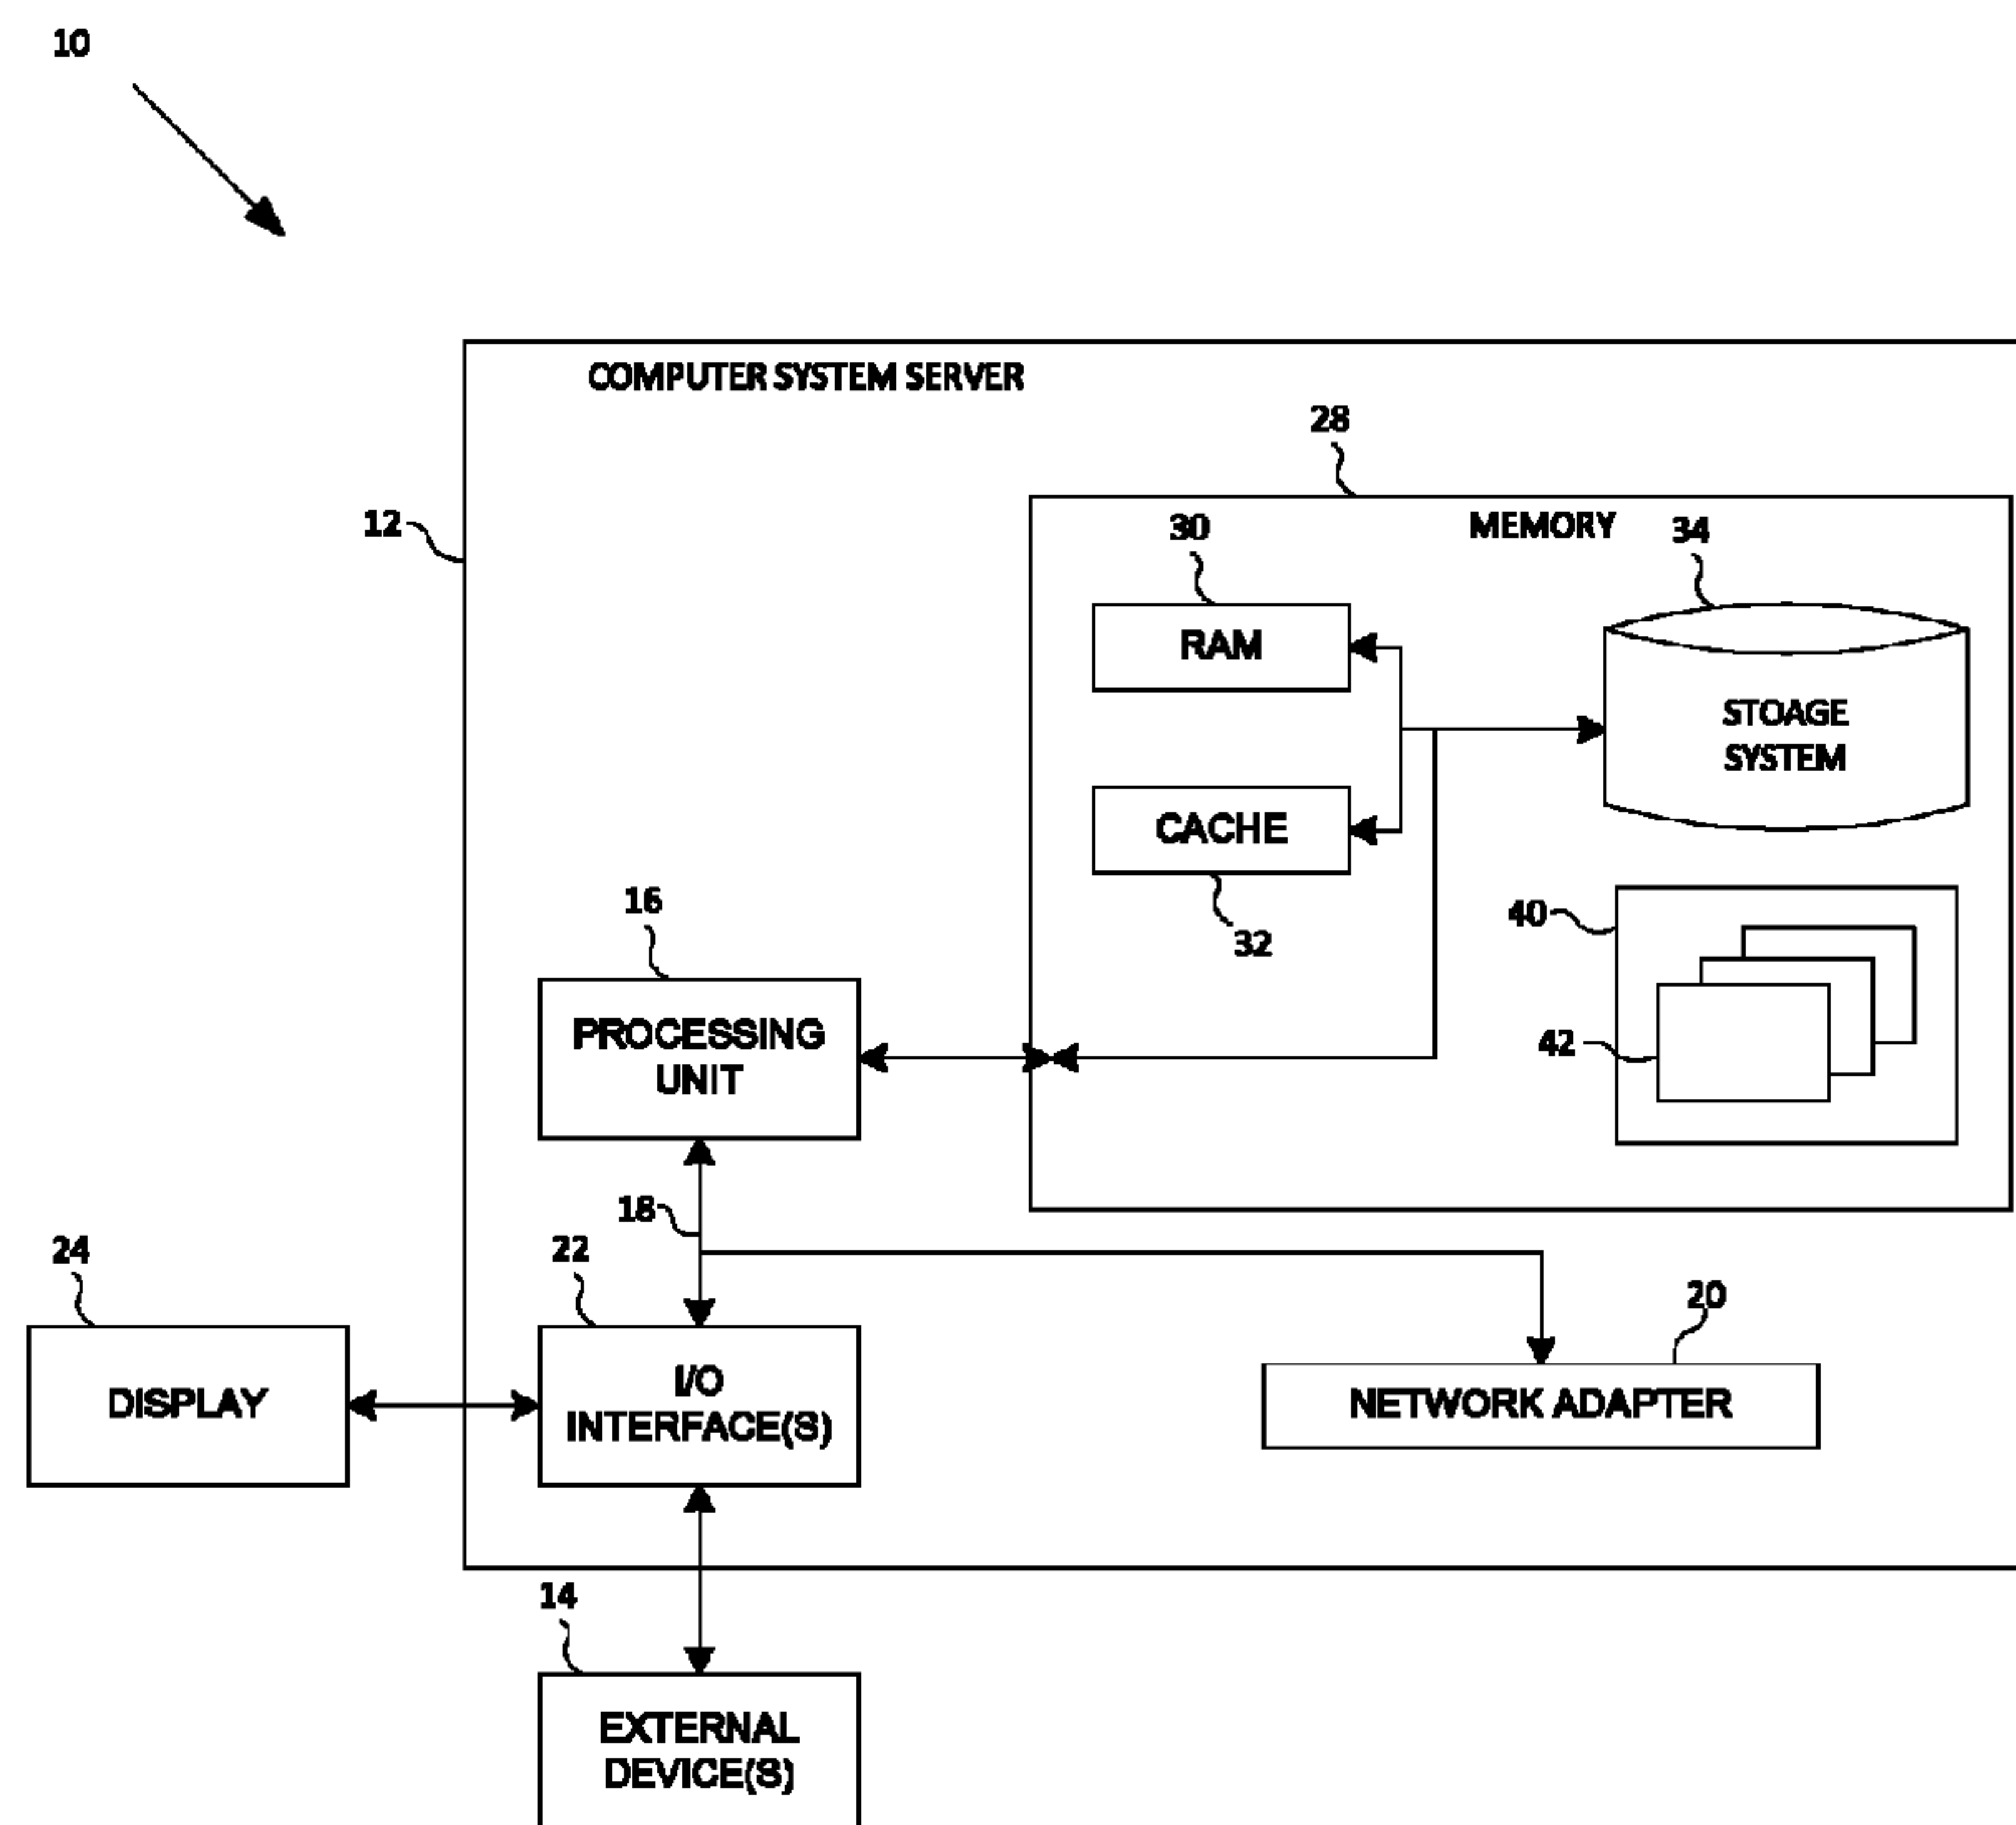 10
COMPUTER SYSTEM SERVER
28
12
30
MEMORY
34
RAM
STOAGE
SYSTEM
CACHE
16
40
32
PROCESSING
UNIT
42
18
24
22
20
DISPLAY
I/O
INTERFACE(S)
NETWORK ADAPTER
14
EXTERNAL
DEVICE(S)